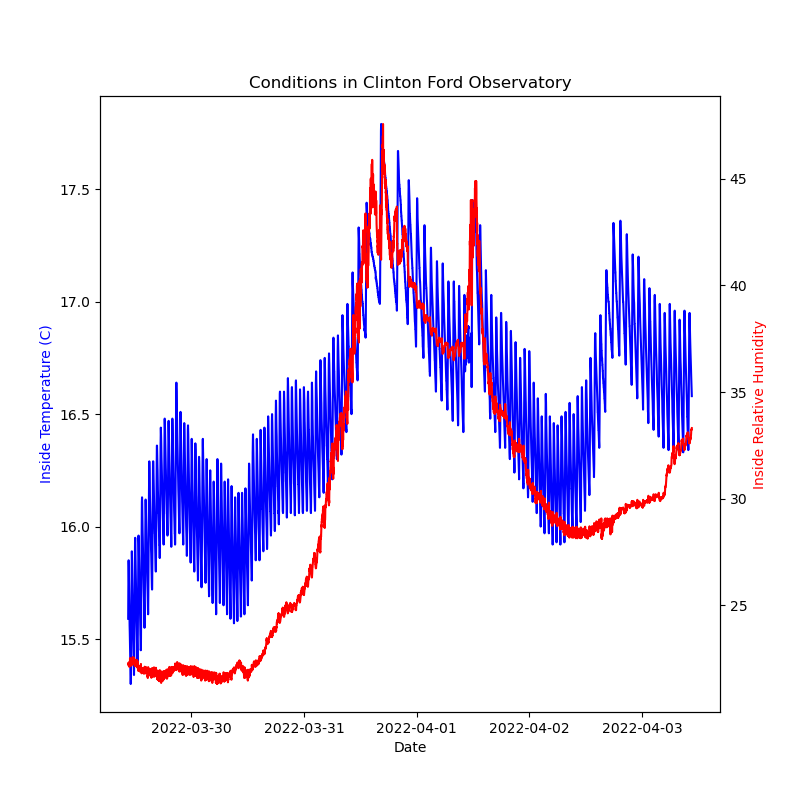 Conditions in Clinton Ford Observatory
Inside Temperature (C)
17.5
17.0
16.5
16.0
15.5
45
40
35
30
25
Inside Relative Humidity
2022-03-30 2022-03-31 2022-04-01 2022-04-02 2022-04-03
Date